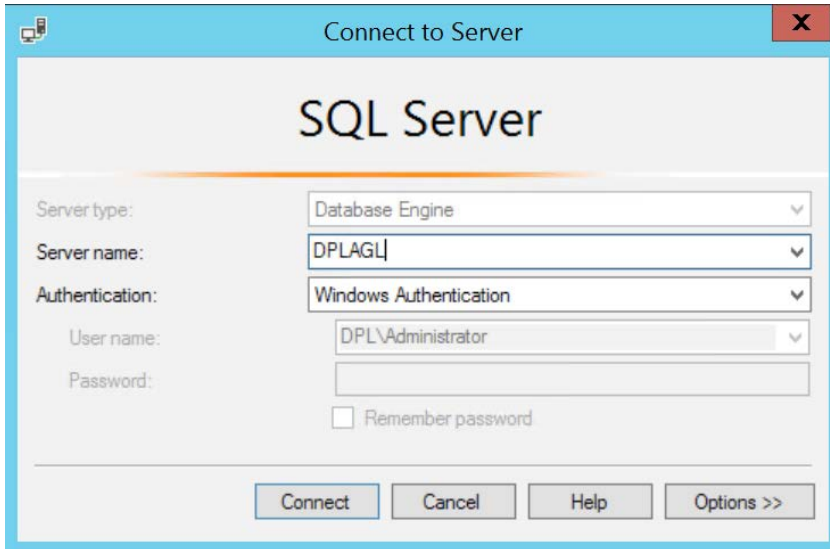 Connect to Server
X
SQL Server
Server type: Database Engine
Server name: DPLAGL
Authentication: Windows Authentication
User name: DPL\Administrator
Password:
Remember password
Connect Cancel Help Options >>